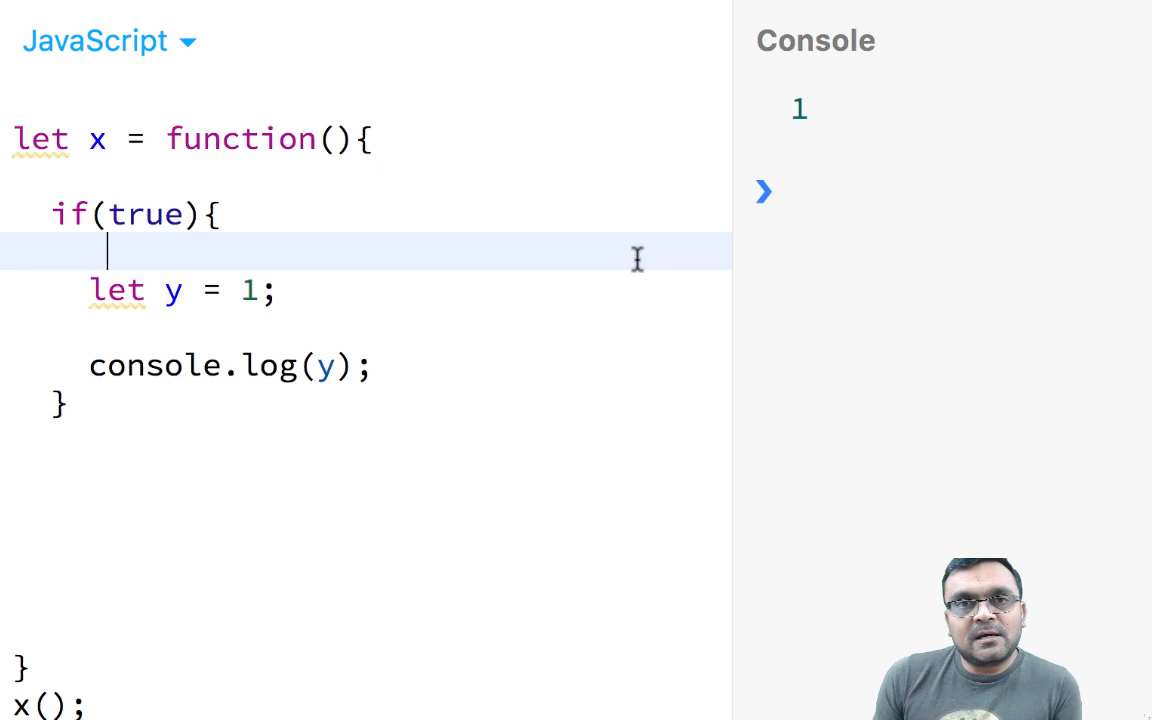 JavaScript
let x = function(){
if(true){
let y = 1;
console.log(y);
}
}
x();
Console
1